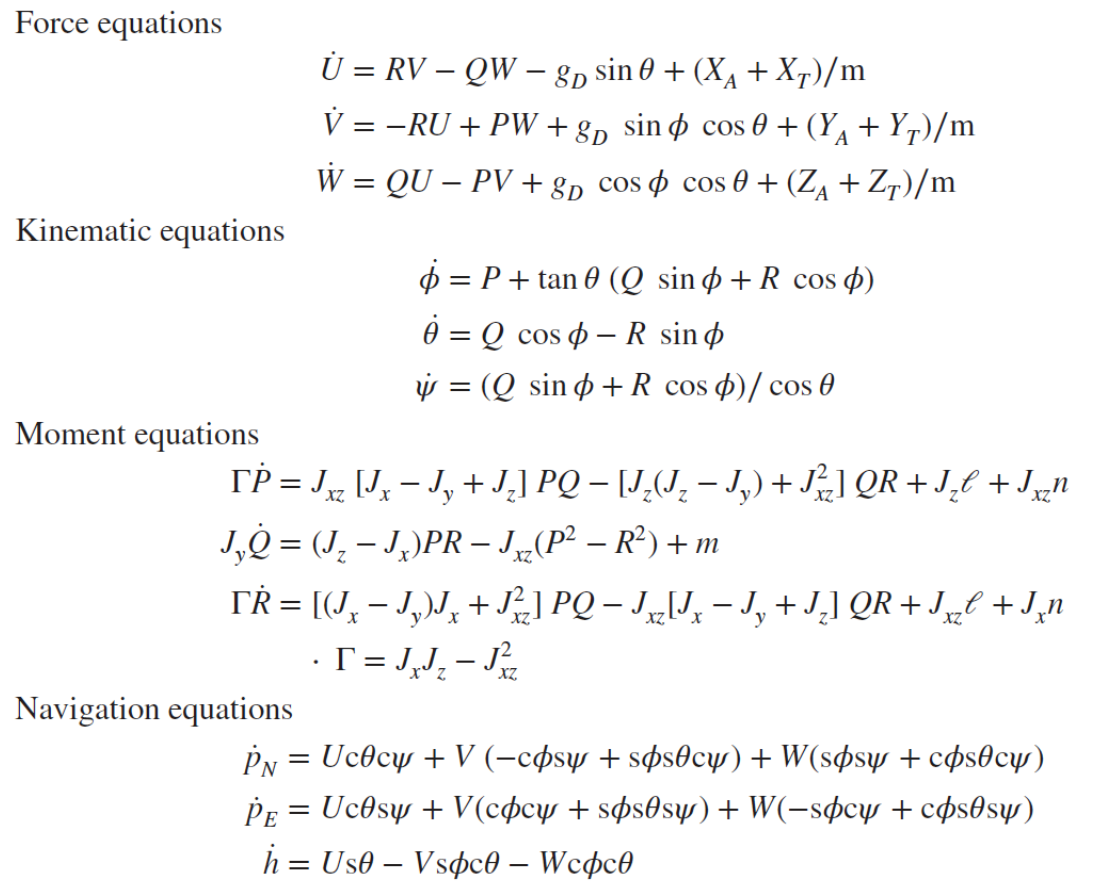 Force equations
U̇ = RV − QW − g_D sin θ + (X_A + X_T)/m
V̇ = −RU + PW + g_D sin ϕ cos θ + (Y_A + Y_T)/m
Ẇ = QU − PV + g_D cos ϕ cos θ + (Z_A + Z_T)/m
Kinematic equations
ϕ̇ = P + tan θ (Q sin ϕ + R cos ϕ)
θ̇ = Q cos ϕ − R sin ϕ
ψ̇ = (Q sin ϕ + R cos ϕ)/ cos θ
Moment equations
ΓṖ = J_xz [J_x − J_y + J_z] PQ − [J_z(J_z − J_y) + J²_xz] QR + J_zℓ + J_xz n
J_yQ̇ = (J_z − J_x)PR − J_xz(P² − R²) + m
ΓṘ = [(J_x − J_y)J_x + J²_xz] PQ − J_xz[J_x − J_y + J_z] QR + J_xzℓ + J_x n
· Γ = J_xJ_z − J²_xz
Navigation equations
ṗ_N = Ucθcψ + V (−cϕsψ + sϕsθcψ) + W(sϕsψ + cϕsθcψ)
ṗ_E = Ucθsψ + V(cϕcψ + sϕsθsψ) + W(−sϕcψ + cϕsθsψ)
ḣ = Usθ − Vsϕcθ − Wcϕcθ